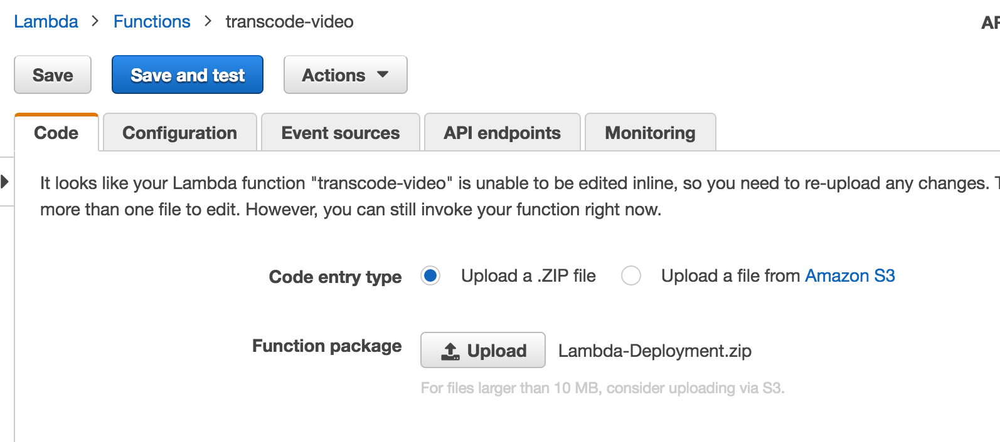 Lambda > Functions > transcode-video
Save Save and test Actions
Code Configuration Event sources API endpoints Monitoring
It looks like your Lambda function "transcode-video" is unable to be edited inline, so you need to re-upload any changes.
more than one file to edit. However, you can still invoke your function right now.
Code entry type Upload a .ZIP file Upload a file from Amazon S3
Function package Upload Lambda-Deployment.zip
For files larger than 10 MB, consider uploading via S3.